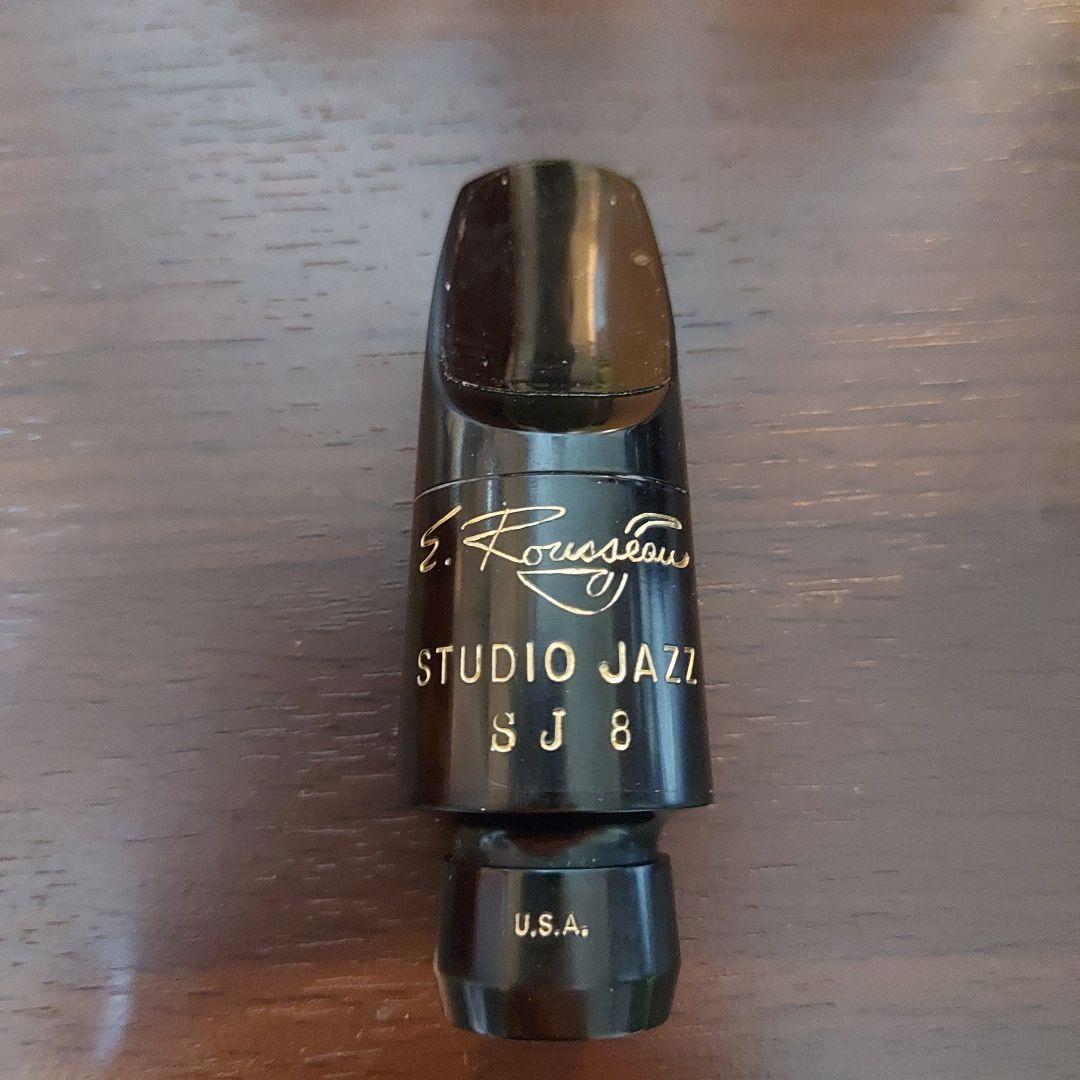 E. Rousseau
STUDIO JAZZ
SJ 8
U.S.A.